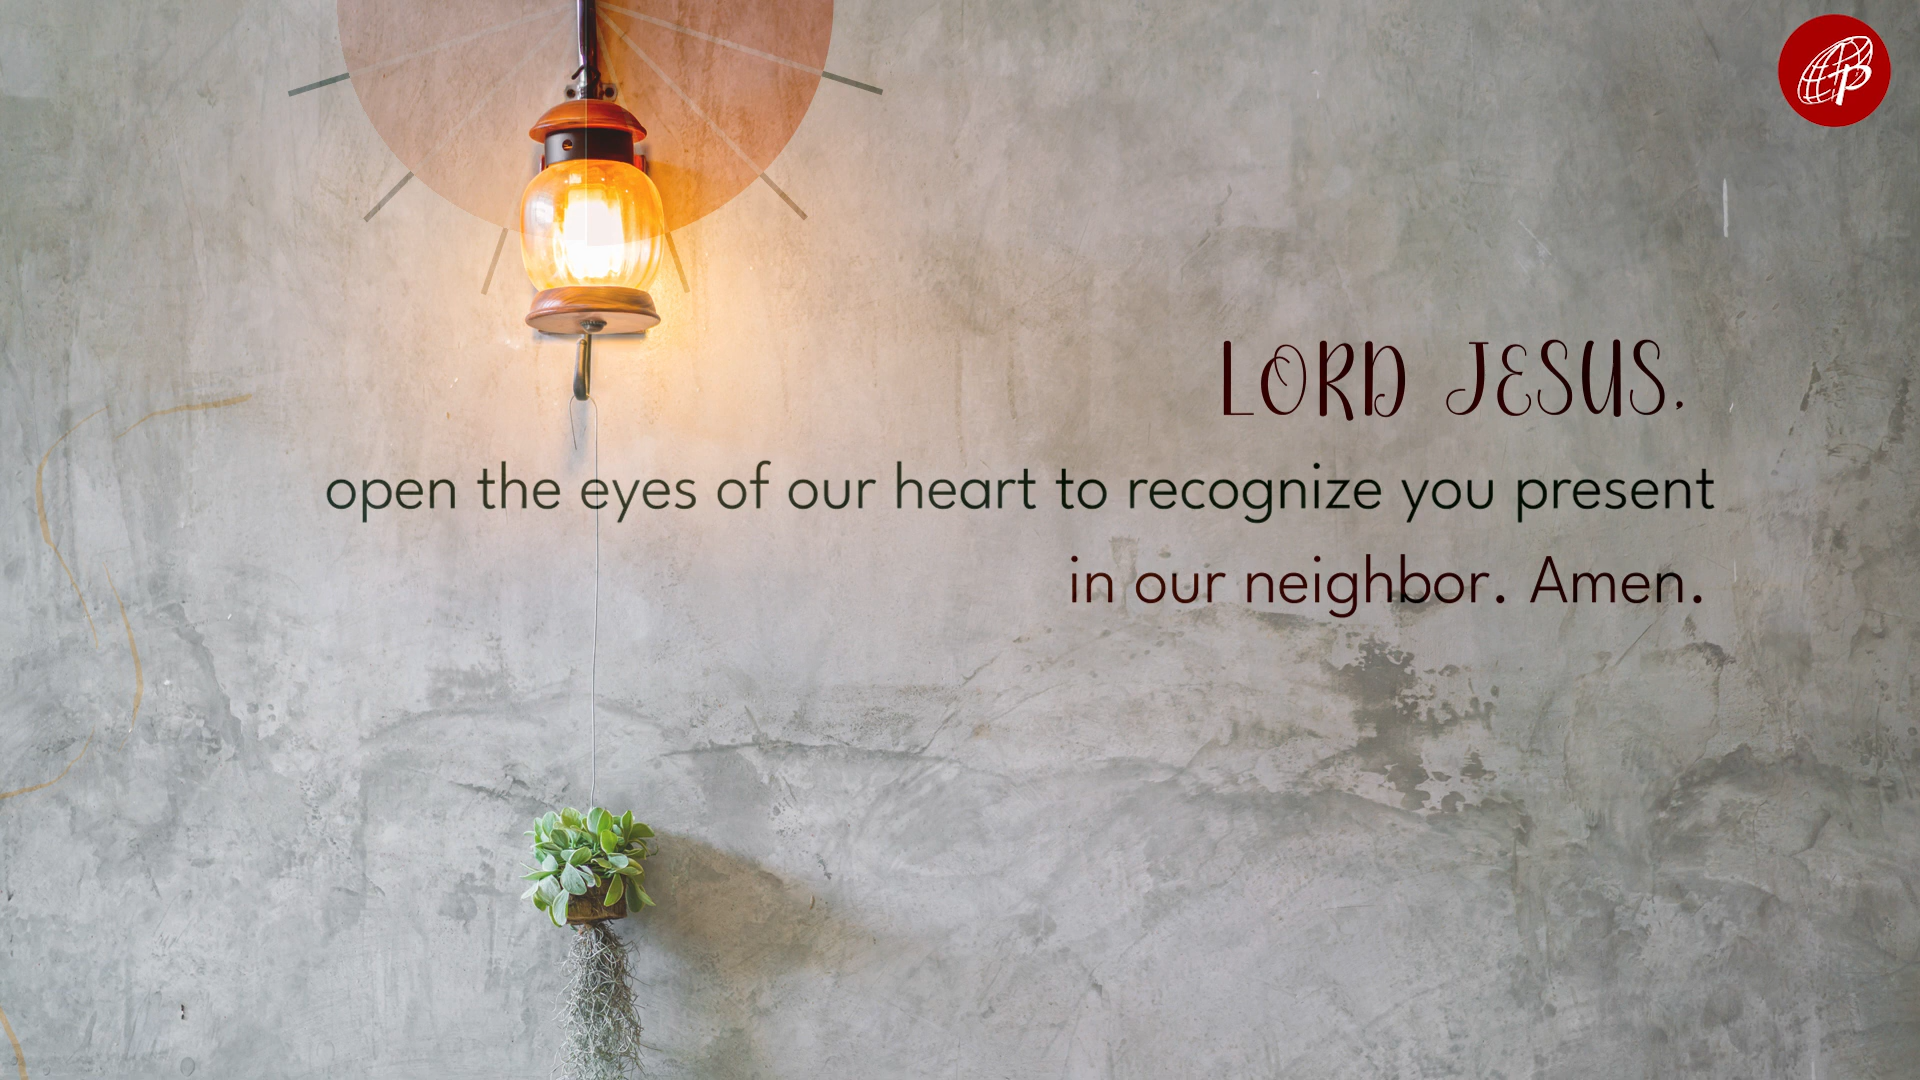 LORD JESUS,
open the eyes of our heart to recognize you present
in our neighbor. Amen.